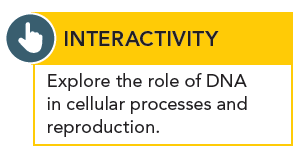 INTERACTIVITY
Explore the role of DNA
in cellular processes and
reproduction.